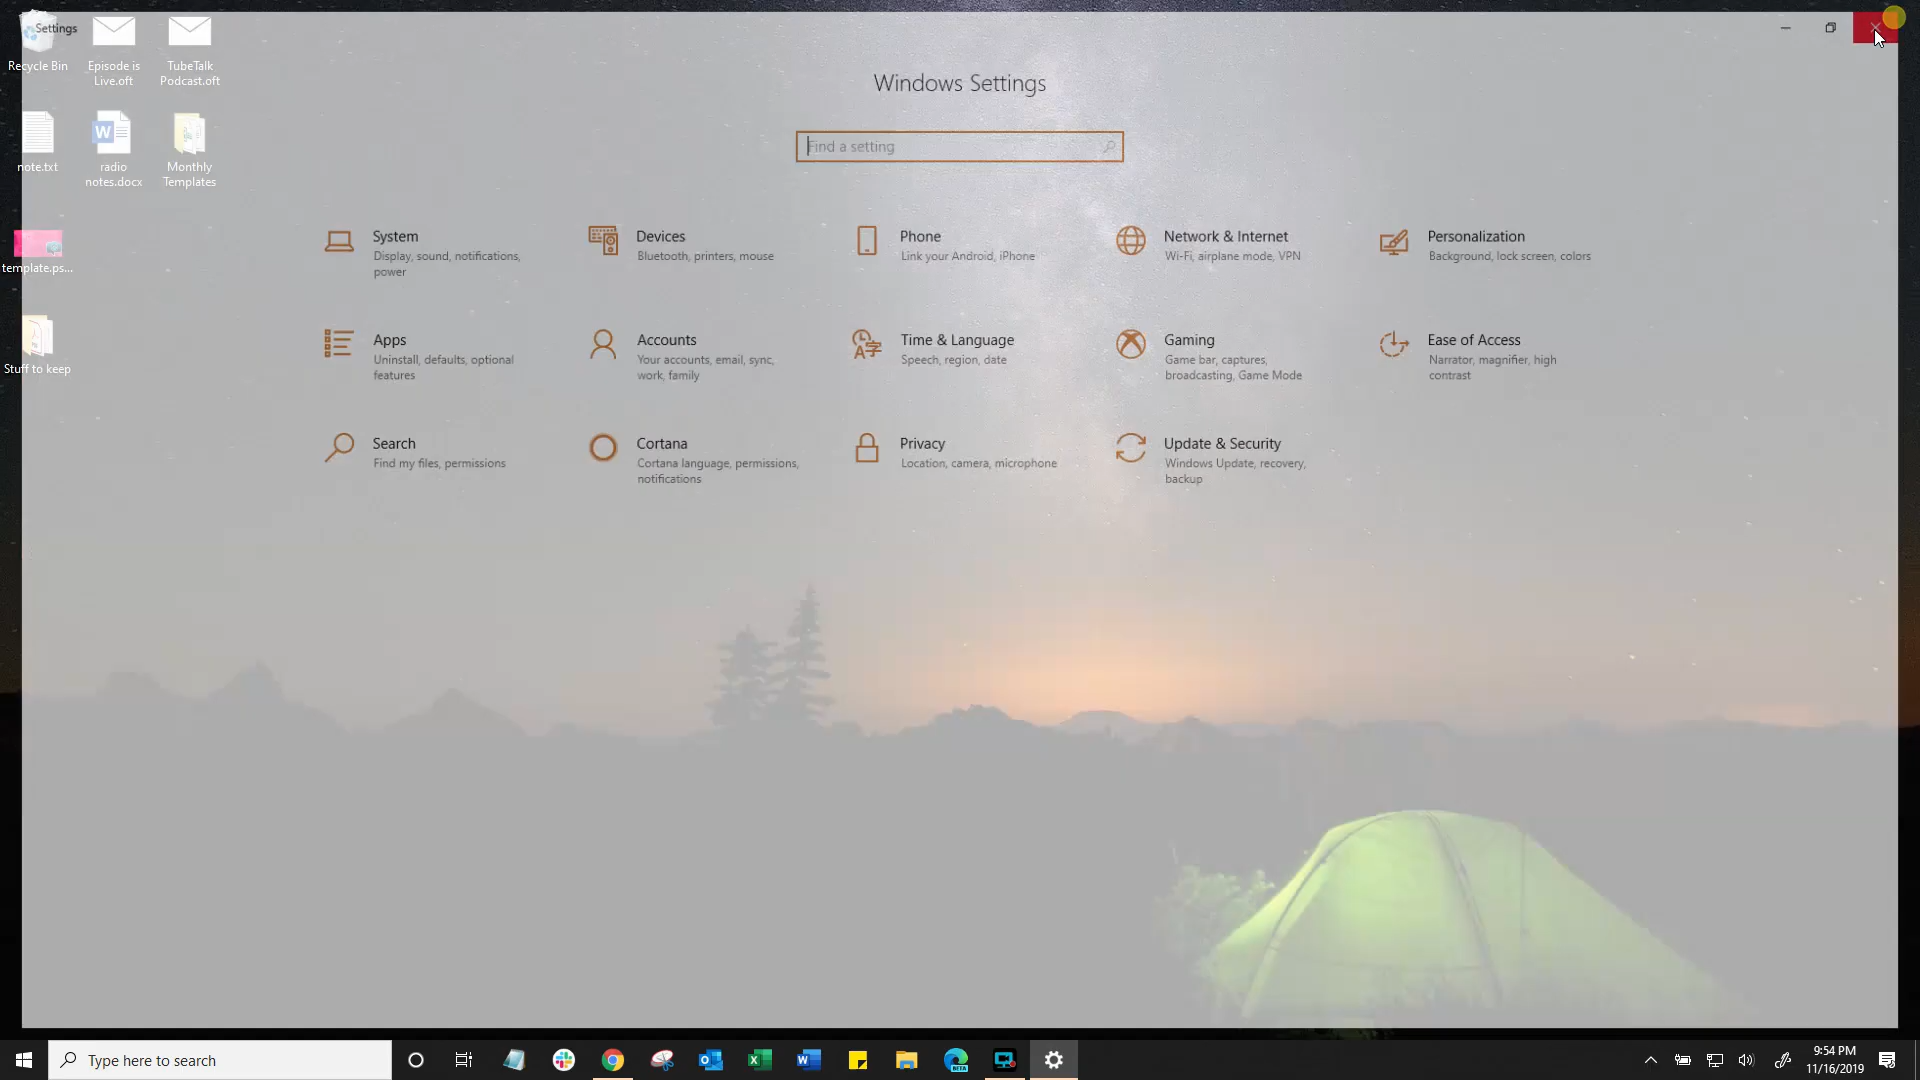 Settings
Recycle Bin
Episode is
Live.oft
TubeTalk
Podcast.oft
note.txt
radio
notes.docx
Monthly
Templates
template.ps...
Stuff to keep
Windows Settings
Find a setting
System
Display, sound, notifications,
power
Devices
Bluetooth, printers, mouse
Phone
Link your Android, iPhone
Network & Internet
Wi-Fi, airplane mode, VPN
Personalization
Background, lock screen, colors
Apps
Uninstall, defaults, optional
features
Accounts
Your accounts, email, sync,
work, family
Time & Language
Speech, region, date
Gaming
Game bar, captures,
broadcasting, Game Mode
Ease of Access
Narrator, magnifier, high
contrast
Search
Find my files, permissions
Cortana
Cortana language, permissions,
notifications
Privacy
Location, camera, microphone
Update & Security
Windows Update, recovery,
backup
Type here to search
BETA
9:54 PM
11/16/2019